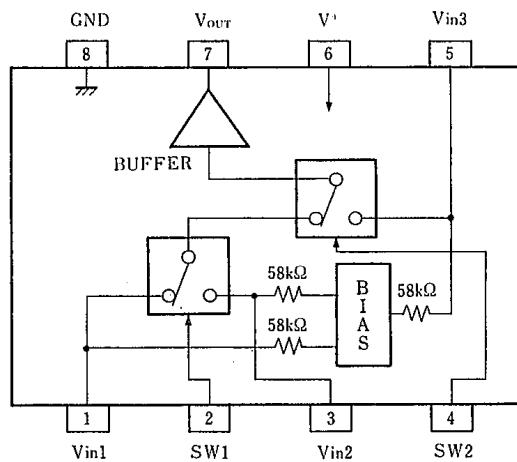 GND VOUT V+ Vin3
8 7 6 5
BUFFER
58kΩ
BIAS
58kΩ
58kΩ
1 2 3 4
Vin1 SW1 Vin2 SW2